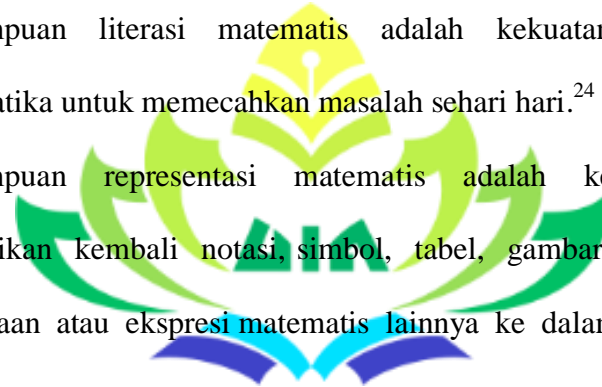 mpuan literasi matematis adalah kekuatan
atika untuk memecahkan masalah sehari hari.24
mpuan representasi matematis adalah ke
ikan kembali notasi, simbol, tabel, gambar
aan atau ekspresi matematis lainnya ke dalam